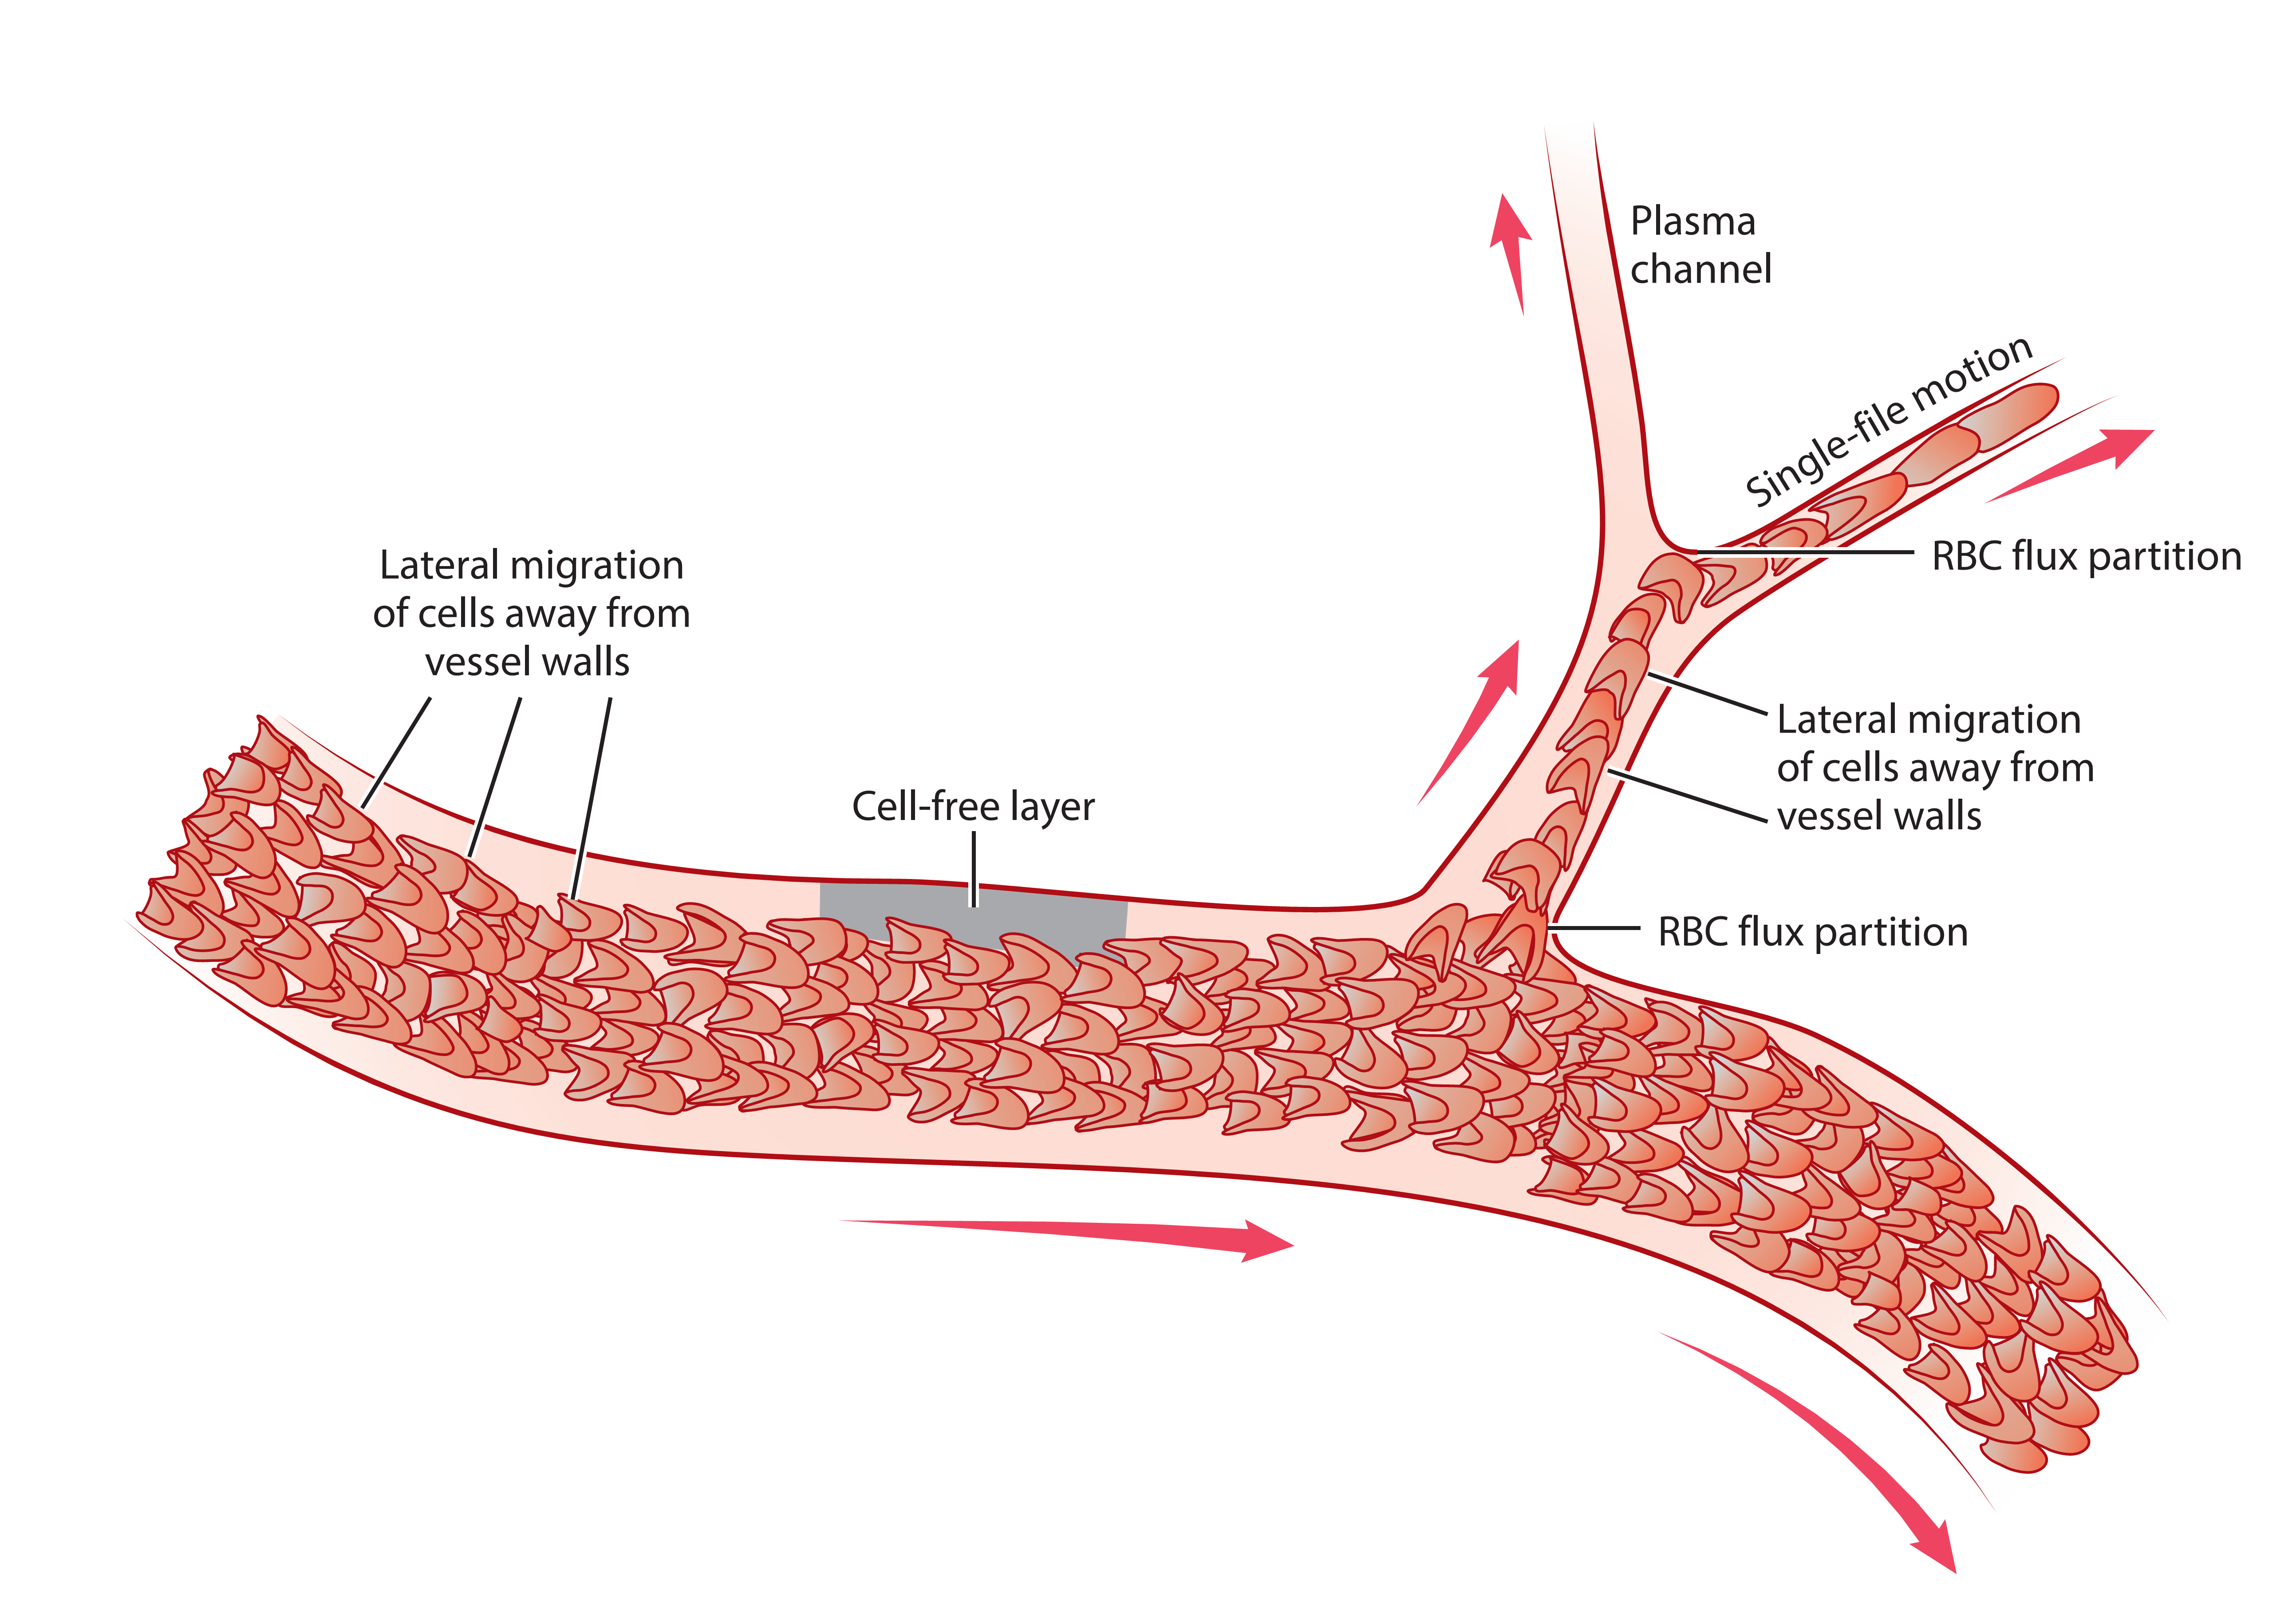 Plasma
channel
Single-file motion
RBC flux partition
Lateral migration
of cells away from
vessel walls
Lateral migration
of cells away from
vessel walls
Cell-free layer
RBC flux partition